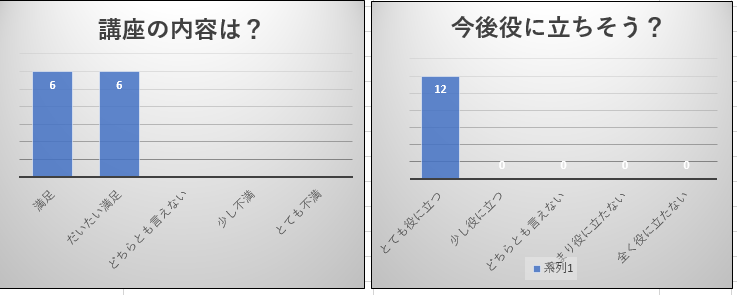 講座の内容は？
6
6
満足
だいたい満足
どちらとも言えない
少し不満
とても不満
今後役に立ちそう？
12
0
0
0
0
とても役に立つ
少し役に立つ
どちらとも言えない
まり役に立たない
全く役に立たない
系列1